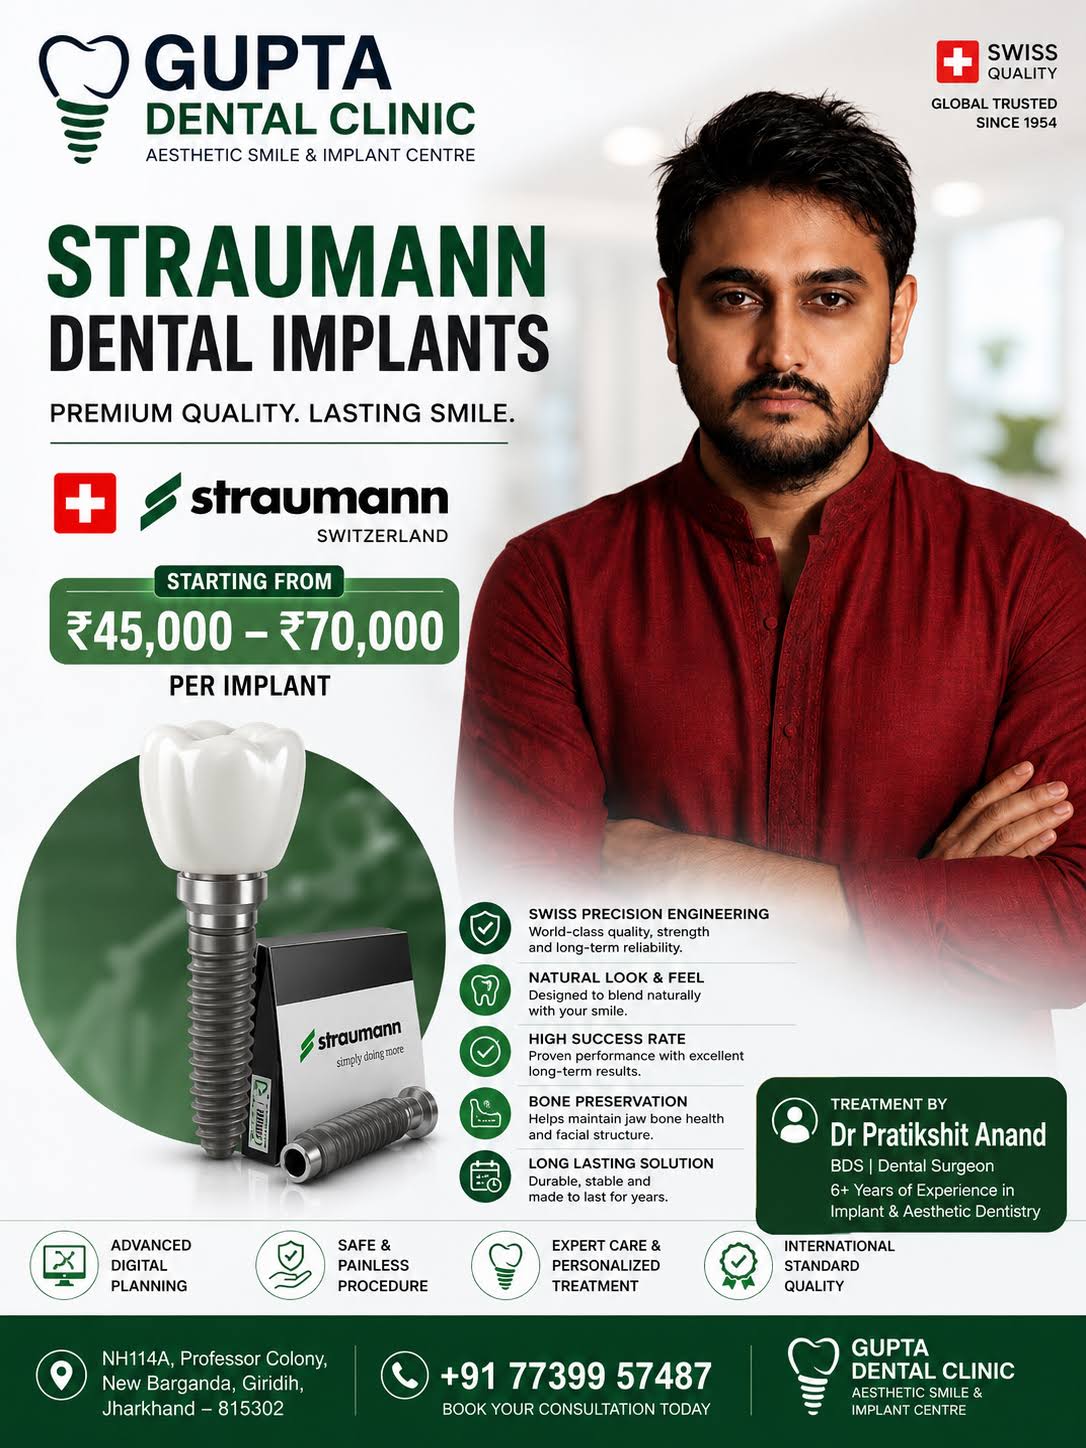 GUPTA
DENTAL CLINIC
AESTHETIC SMILE & IMPLANT CENTRE
SWISS
QUALITY
GLOBAL TRUSTED
SINCE 1954
STRAUMANN
DENTAL IMPLANTS
PREMIUM QUALITY. LASTING SMILE.
straumann
SWITZERLAND
STARTING FROM
₹45,000 – ₹70,000
PER IMPLANT
straumann
simply doing more
SWISS PRECISION ENGINEERING
World-class quality, strength
and long-term reliability.
NATURAL LOOK & FEEL
Designed to blend naturally
with your smile.
HIGH SUCCESS RATE
Proven performance with excellent
long-term results.
BONE PRESERVATION
Helps maintain jaw bone health
and facial structure.
LONG LASTING SOLUTION
Durable, stable and
made to last for years.
TREATMENT BY
Dr Pratikshit Anand
BDS | Dental Surgeon
6+ Years of Experience in
Implant & Aesthetic Dentistry
ADVANCED
DIGITAL
PLANNING
SAFE &
PAINLESS
PROCEDURE
EXPERT CARE &
PERSONALIZED
TREATMENT
INTERNATIONAL
STANDARD
QUALITY
NH114A, Professor Colony,
New Barganda, Giridih,
Jharkhand – 815302
+91 77399 57487
BOOK YOUR CONSULTATION TODAY
GUPTA
DENTAL CLINIC
AESTHETIC SMILE &
IMPLANT CENTRE